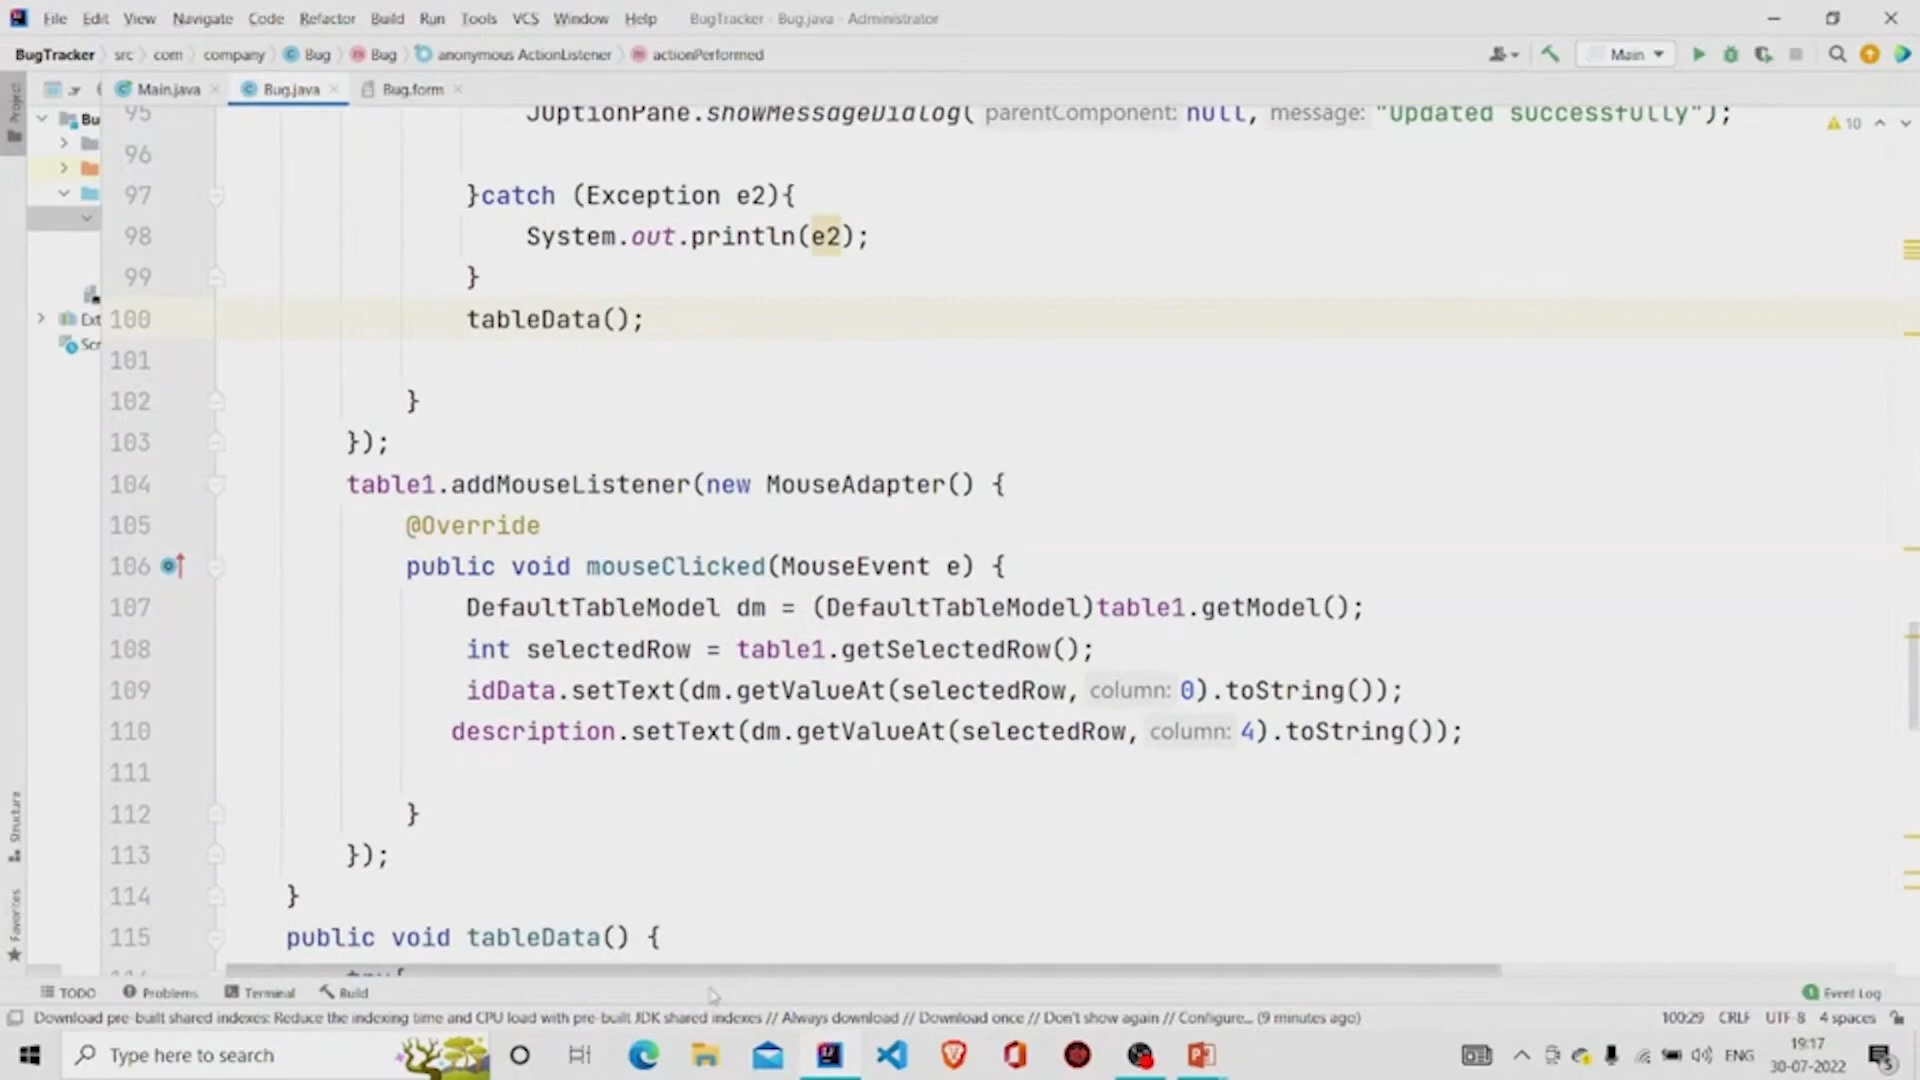 File Edit View Navigate Code Refactor Build Run Tools VCS Window Help BugTracker - Bug.java - Administrator
BugTracker src com company Bug Bug anonymous ActionListener actionPerformed Main
Project
Main.java Bug.java Bug.form
95 JOptionPane.showMessageDialog( parentComponent: null, message: "Updated successfully"); 10
96
97 }catch (Exception e2){
98 System.out.println(e2);
99 }
100 tableData();
101
102 }
103 });
104 table1.addMouseListener(new MouseAdapter() {
105 @Override
106 public void mouseClicked(MouseEvent e) {
107 DefaultTableModel dm = (DefaultTableModel)table1.getModel();
108 int selectedRow = table1.getSelectedRow();
109 idData.setText(dm.getValueAt(selectedRow, column: 0).toString());
110 description.setText(dm.getValueAt(selectedRow, column: 4).toString());
111
112 }
113 });
114 }
115 public void tableData() {
Bu
Ext
Scr
Structure
Favorites
TODO Problems Terminal Build Event Log
Download pre-built shared indexes: Reduce the indexing time and CPU load with pre-built JDK shared indexes // Always download // Download once // Don't show again // Configure... (9 minutes ago) 100:29 CRLF UTF-8 4 spaces
Type here to search ENG 19:17
30-07-2022 5